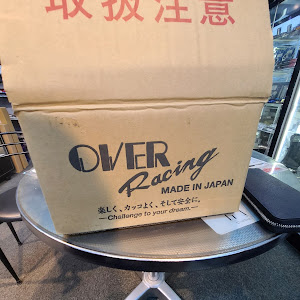 取扱注意
OVER
Racing
MADE IN JAPAN
楽しく、カッコよく、そして安全に。
—Challenge to your dream.—